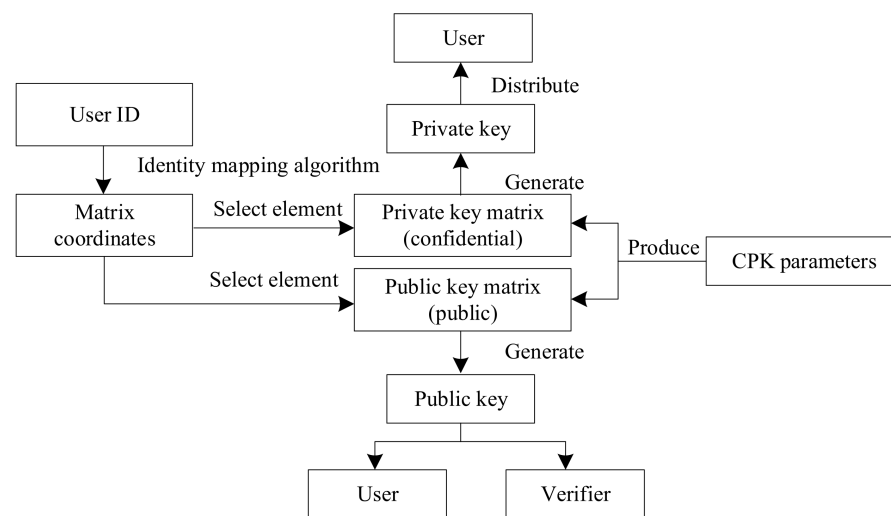 User
Distribute
User ID
Private key
Identity mapping algorithm
Generate
Matrix
coordinates
Select element
Private key matrix
(confidential)
Produce
CPK parameters
Select element
Public key matrix
(public)
Generate
Public key
User
Verifier